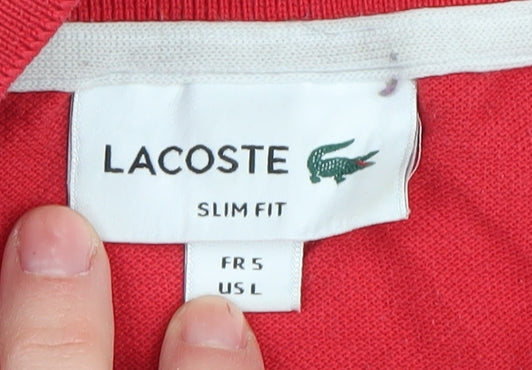 LACOSTE
SLIM FIT
FR 5
US L